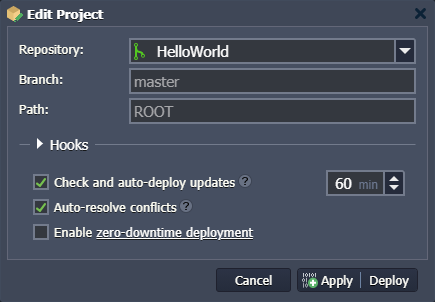 Edit Project
Repository: HelloWorld
Branch: master
Path: ROOT
Hooks
Check and auto-deploy updates ? 60 min
Auto-resolve conflicts ?
Enable zero-downtime deployment
Cancel Apply Deploy